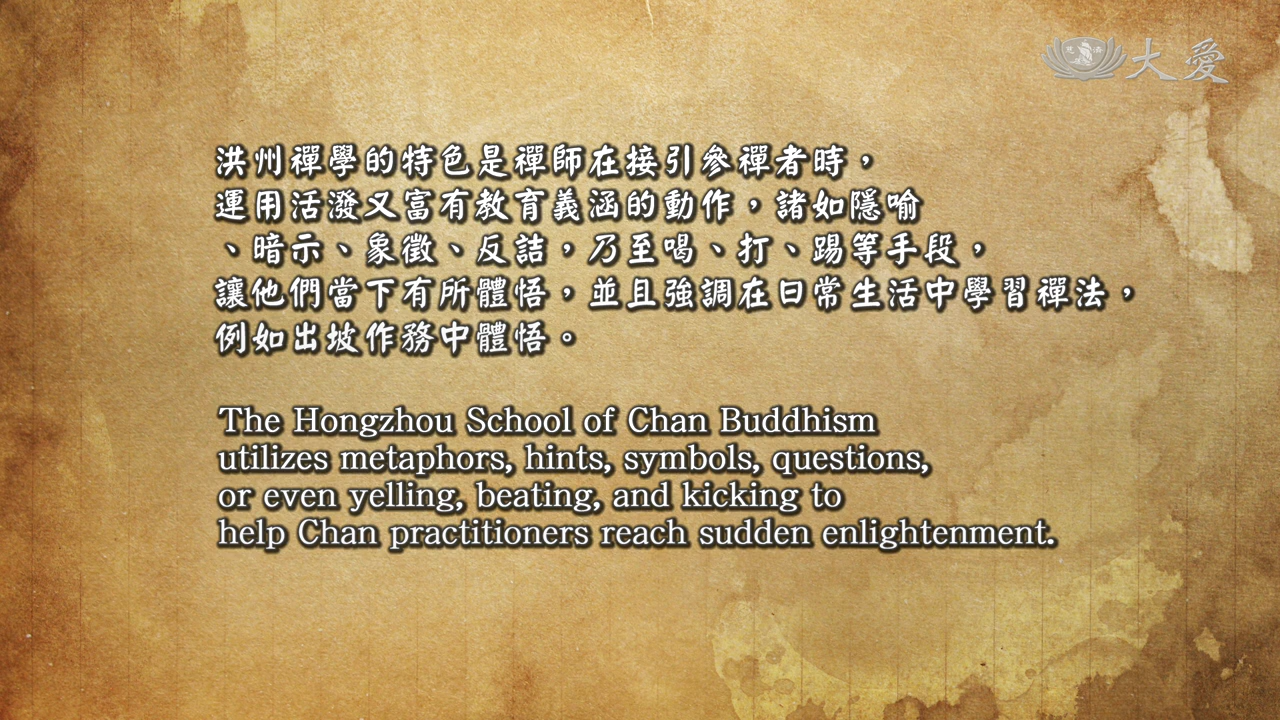 大愛
洪州禪學的特色是禪師在接引參禪者時，
運用活潑又富有教育義涵的動作，諸如隱喻
、暗示、象徵、反詰，乃至喝、打、踢等手段，
讓他們當下有所體悟，並且強調在日常生活中學習禪法，
例如出坡作務中體悟。
The Hongzhou School of Chan Buddhism
utilizes metaphors, hints, symbols, questions,
or even yelling, beating, and kicking to
help Chan practitioners reach sudden enlightenment.